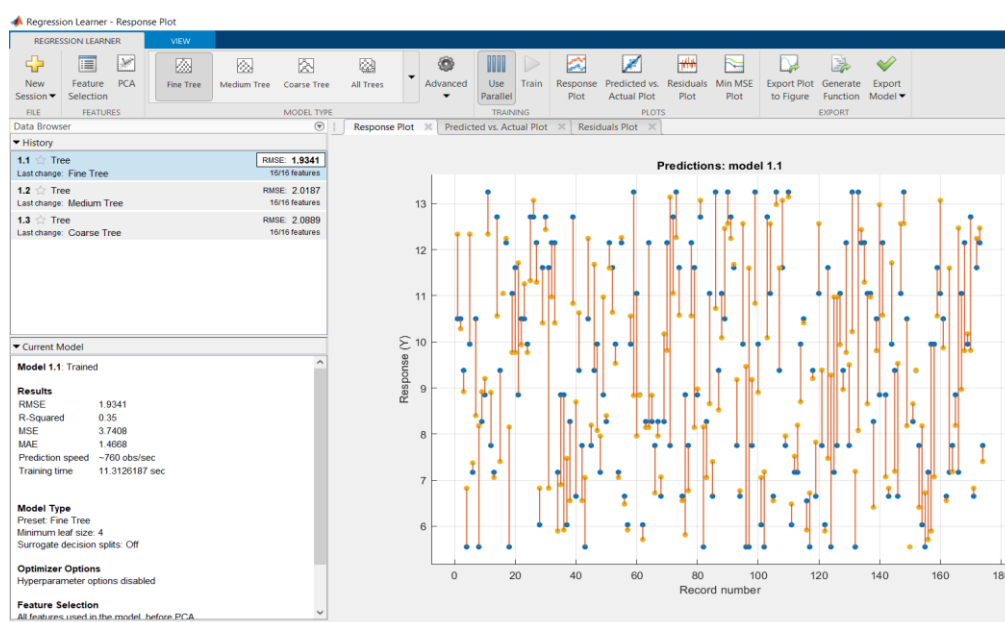 Regression Learner - Response Plot
REGRESSION LEARNER VIEW
New Session
Feature Selection
PCA
Fine Tree
Medium Tree
Coarse Tree
All Trees
Advanced
Use Parallel
Train
Response Plot
Predicted vs. Actual Plot
Residuals Plot
Min MSE Plot
Export Plot to Figure
Generate Function
Export Model
FILE FEATURES MODEL TYPE TRAINING PLOTS EXPORT
Data Browser
Response Plot Predicted vs. Actual Plot Residuals Plot
History
1.1 Tree RMSE: 1.9341
Last change: Fine Tree 16/16 features
1.2 Tree RMSE: 2.0187
Last change: Medium Tree 16/16 features
1.3 Tree RMSE: 2.0889
Last change: Coarse Tree 16/16 features
Current Model
Model 1.1: Trained
Results
RMSE 1.9341
R-Squared 0.35
MSE 3.7408
MAE 1.4668
Prediction speed ~760 obs/sec
Training time 11.3126187 sec
Model Type
Preset: Fine Tree
Minimum leaf size: 4
Surrogate decision splits: Off
Optimizer Options
Hyperparameter options disabled
Feature Selection
All features used in the model, before PCA
Predictions: model 1.1
Response (Y)
13
12
11
10
9
8
7
6
0 20 40 60 80 100 120 140 160 18
Record number